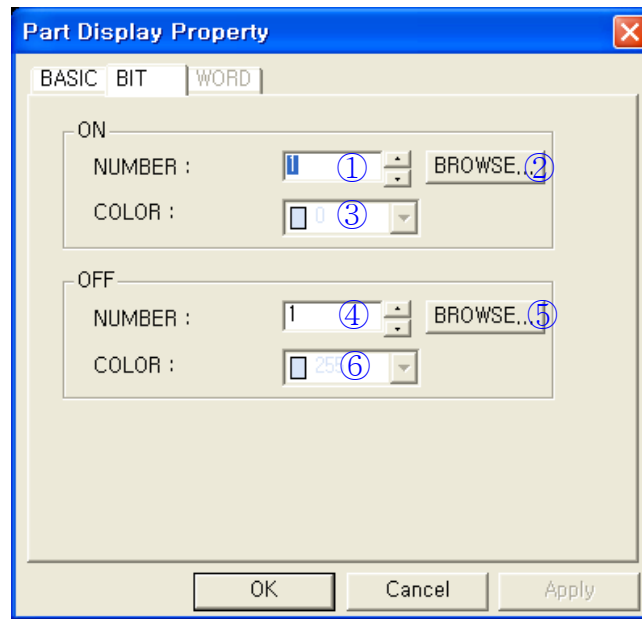 Part Display Property
BASIC BIT WORD
ON
NUMBER : 1 ① BROWSE... ②
COLOR : 0 ③
OFF
NUMBER : 1 ④ BROWSE... ⑤
COLOR : 255 ⑥
OK Cancel Apply